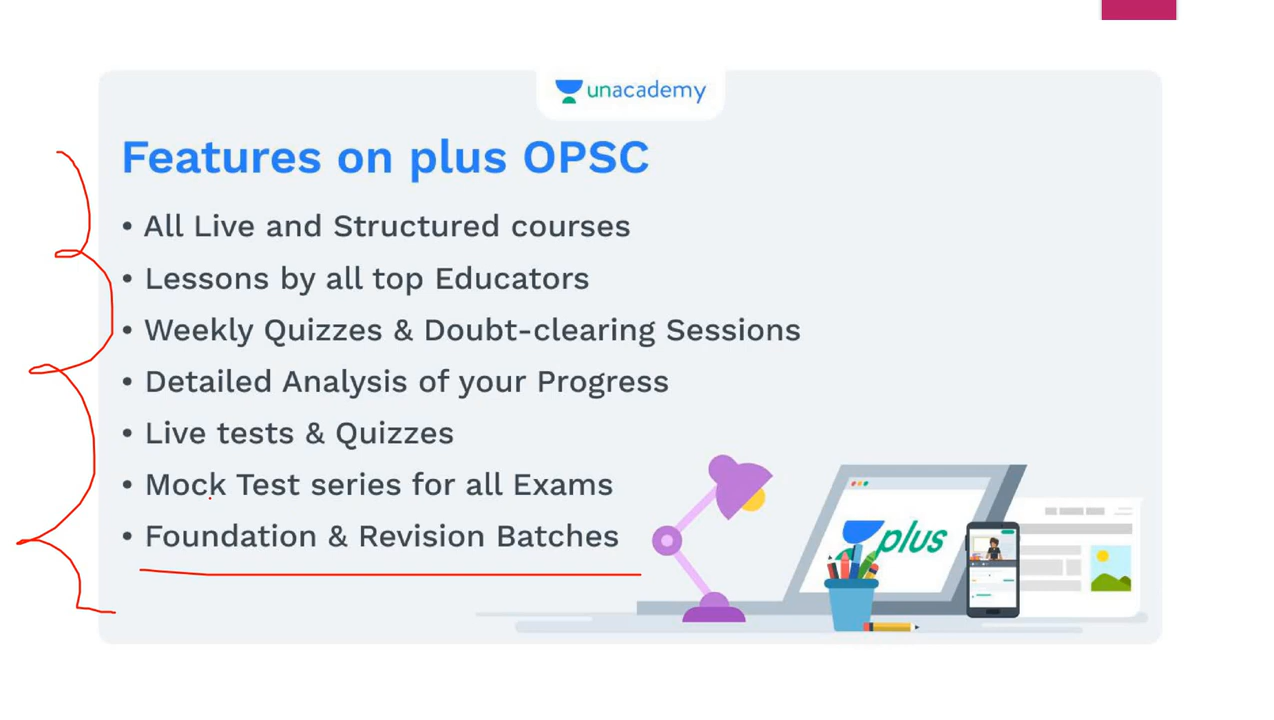 unacademy
Features on plus OPSC
• All Live and Structured courses
• Lessons by all top Educators
• Weekly Quizzes & Doubt-clearing Sessions
• Detailed Analysis of your Progress
• Live tests & Quizzes
• Mock Test series for all Exams
• Foundation & Revision Batches
plus